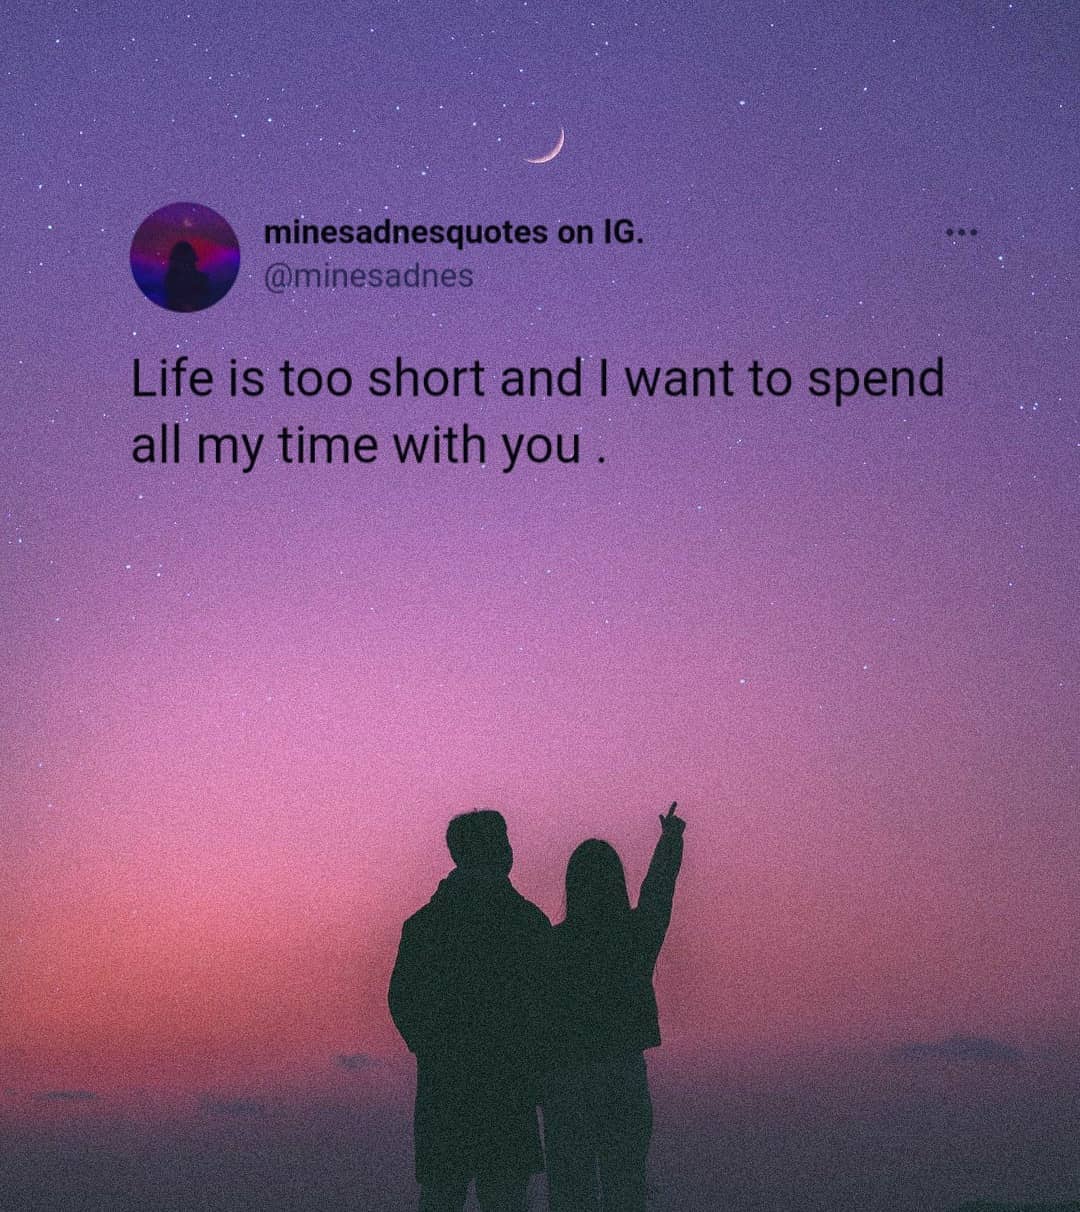 minesadnesquotes on IG.
@minesadnes
Life is too short and I want to spend
all my time with you .